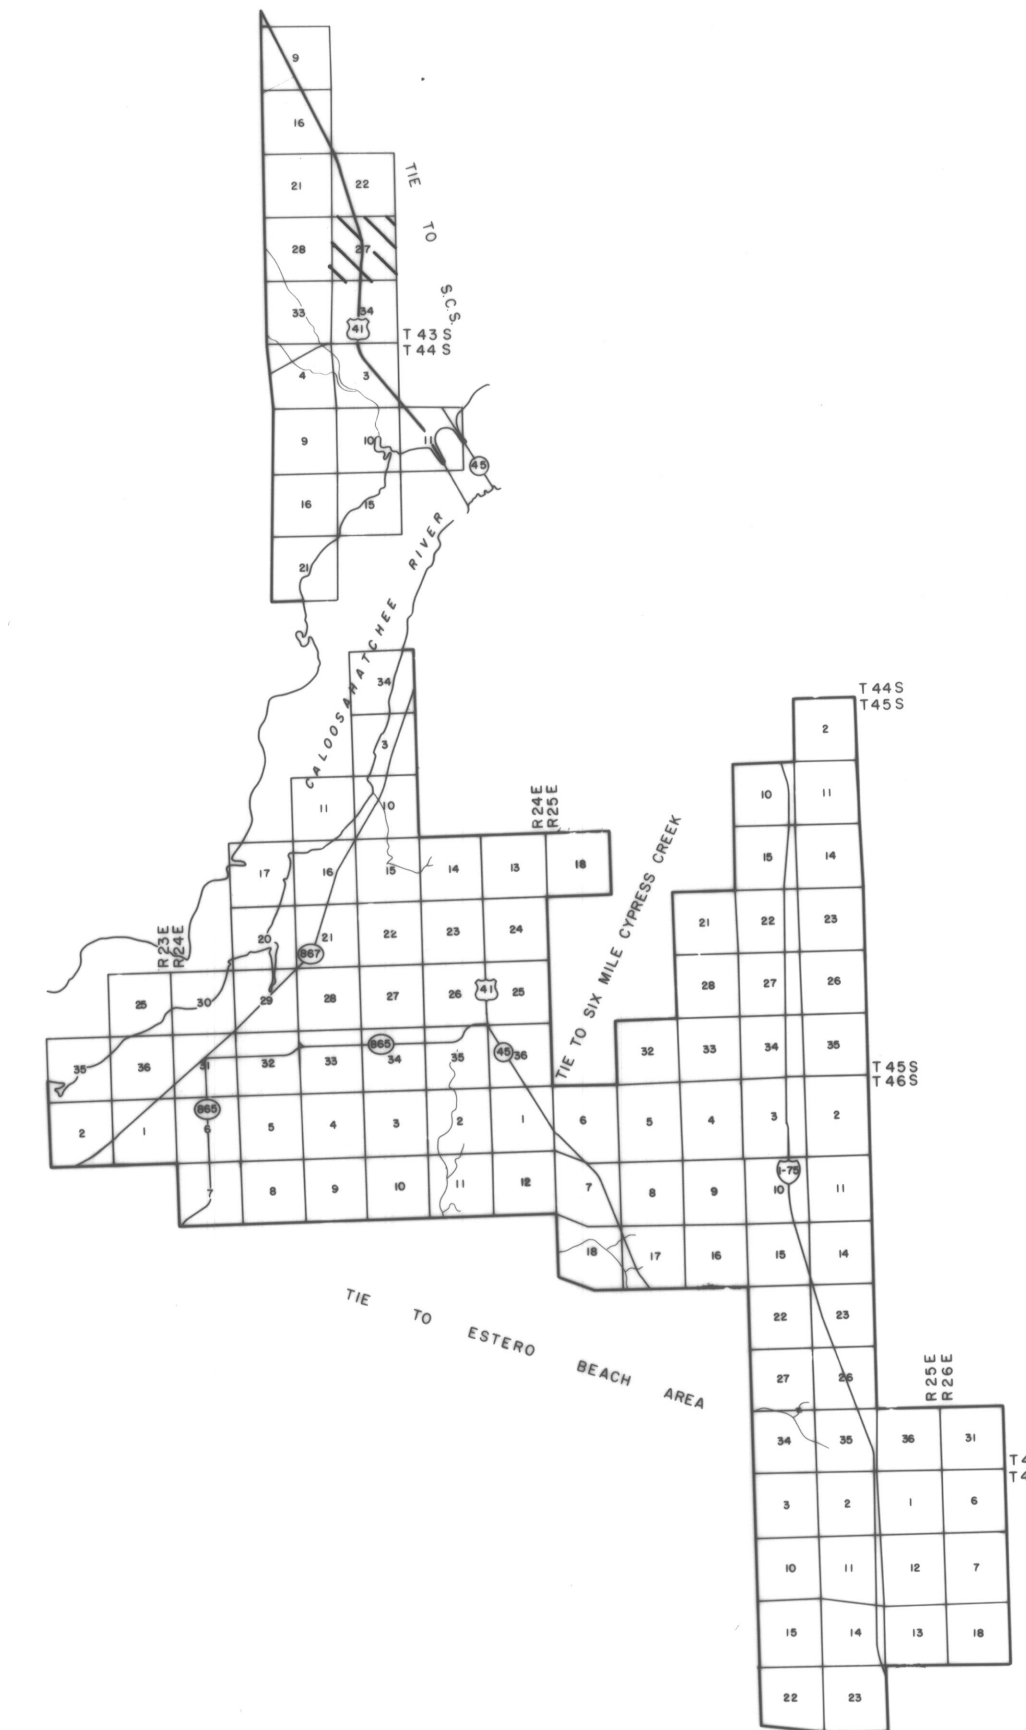 9
16
21 22
28 27
33 34
41
T 43 S
T 44 S
4 3
9 10 11
45
16 15
21
TIE TO S.C.S.
CALOOSAHATCHEE RIVER
34
3
11 10
17 16 15 14 13 18
R24E
R25E
20 21 22 23 24
867
R23E
R24E
25 30 29 28 27 26 25
41
35 36 31 32 33 34 35 36
865
45
2 1 6 5 4 3 2 1
865
7 8 9 10 11 12
TIE TO SIX MILE CYPRESS CREEK
T 44 S
T 45 S
2
10 11
15 14
21 22 23
28 27 26
32 33 34 35
T 45 S
T 46 S
6 5 4 3 2
7 8 9 10 11
I-75
18 17 16 15 14
22 23
27 26
R25E
R26E
34 35 36 31
T 4
T 4
3 2 1 6
10 11 12 7
15 14 13 18
22 23
TIE TO ESTERO BEACH AREA